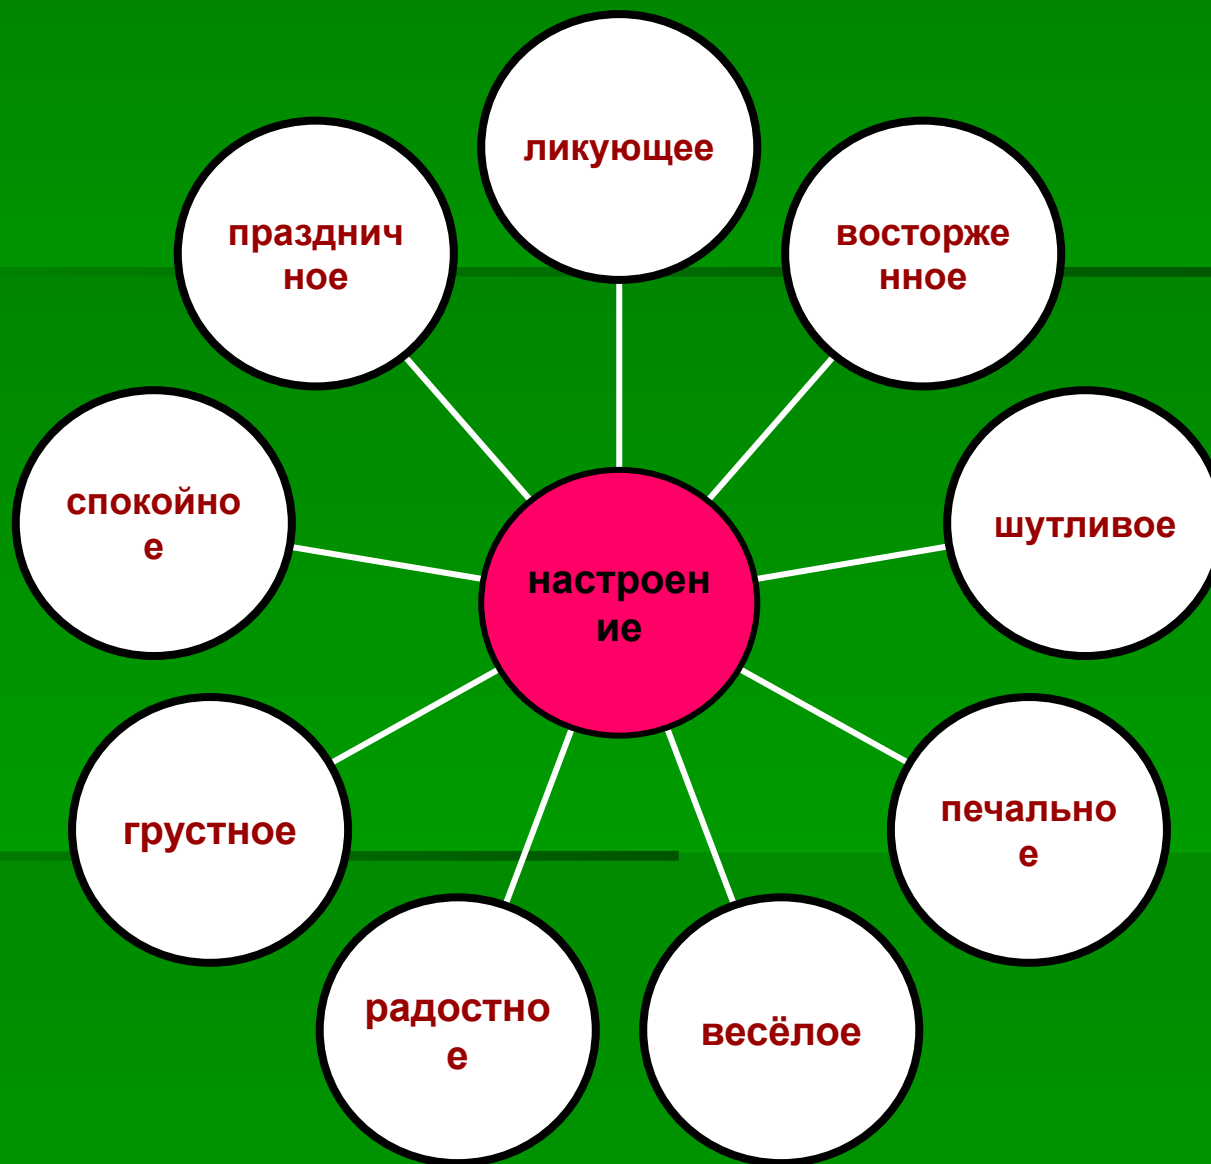 ликующее
празднич
ное
восторже
нное
спокойно
е
шутливое
настроен
ие
грустное
печально
е
радостно
е
весёлое